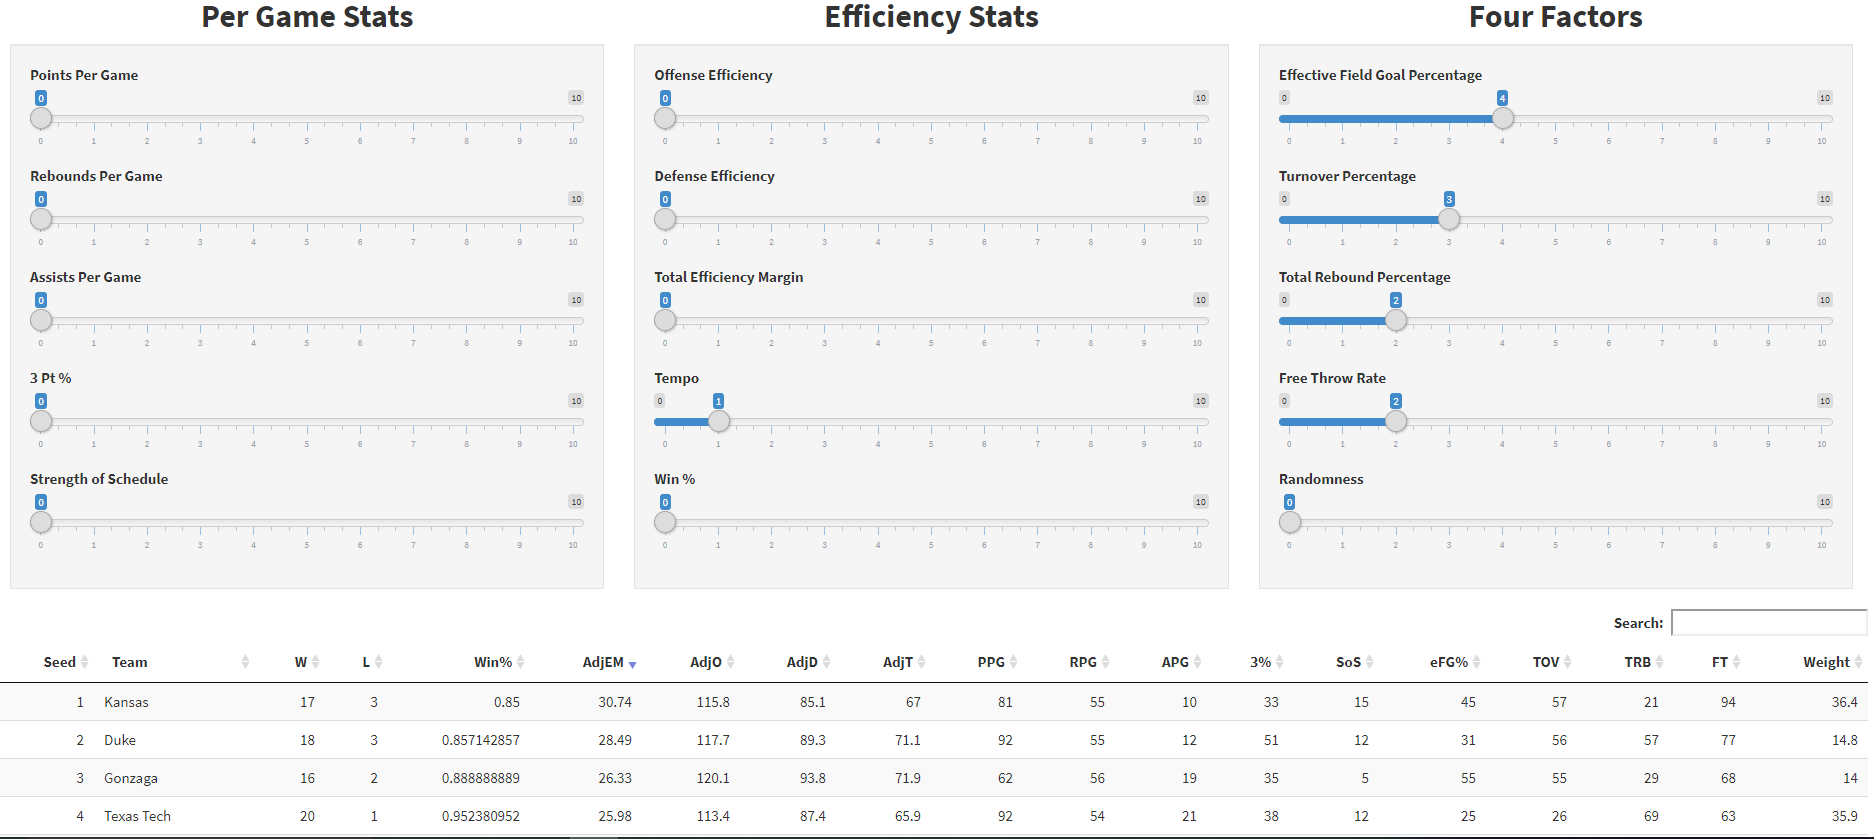 Per Game Stats
Efficiency Stats
Four Factors
Points Per Game
0 10
0 1 2 3 4 5 6 7 8 9 10
Rebounds Per Game
0 10
0 1 2 3 4 5 6 7 8 9 10
Assists Per Game
0 10
0 1 2 3 4 5 6 7 8 9 10
3 Pt %
0 10
0 1 2 3 4 5 6 7 8 9 10
Strength of Schedule
0 10
0 1 2 3 4 5 6 7 8 9 10
Offense Efficiency
0 10
0 1 2 3 4 5 6 7 8 9 10
Defense Efficiency
0 10
0 1 2 3 4 5 6 7 8 9 10
Total Efficiency Margin
0 10
0 1 2 3 4 5 6 7 8 9 10
Tempo
0 1 10
0 1 2 3 4 5 6 7 8 9 10
Win %
0 10
0 1 2 3 4 5 6 7 8 9 10
Effective Field Goal Percentage
0 4 10
0 1 2 3 4 5 6 7 8 9 10
Turnover Percentage
0 3 10
0 1 2 3 4 5 6 7 8 9 10
Total Rebound Percentage
0 2 10
0 1 2 3 4 5 6 7 8 9 10
Free Throw Rate
0 2 10
0 1 2 3 4 5 6 7 8 9 10
Randomness
0 10
0 1 2 3 4 5 6 7 8 9 10
Search:
Seed Team W L Win% AdjEM AdjO AdjD AdjT PPG RPG APG 3% SoS eFG% TOV TRB FT Weight
1 Kansas 17 3 0.85 30.74 115.8 85.1 67 81 55 10 33 15 45 57 21 94 36.4
2 Duke 18 3 0.857142857 28.49 117.7 89.3 71.1 92 55 12 51 12 31 56 57 77 14.8
3 Gonzaga 16 2 0.888888889 26.33 120.1 93.8 71.9 62 56 19 35 5 55 55 29 68 14
4 Texas Tech 20 1 0.952380952 25.98 113.4 87.4 65.9 92 54 21 38 12 25 26 69 63 35.9